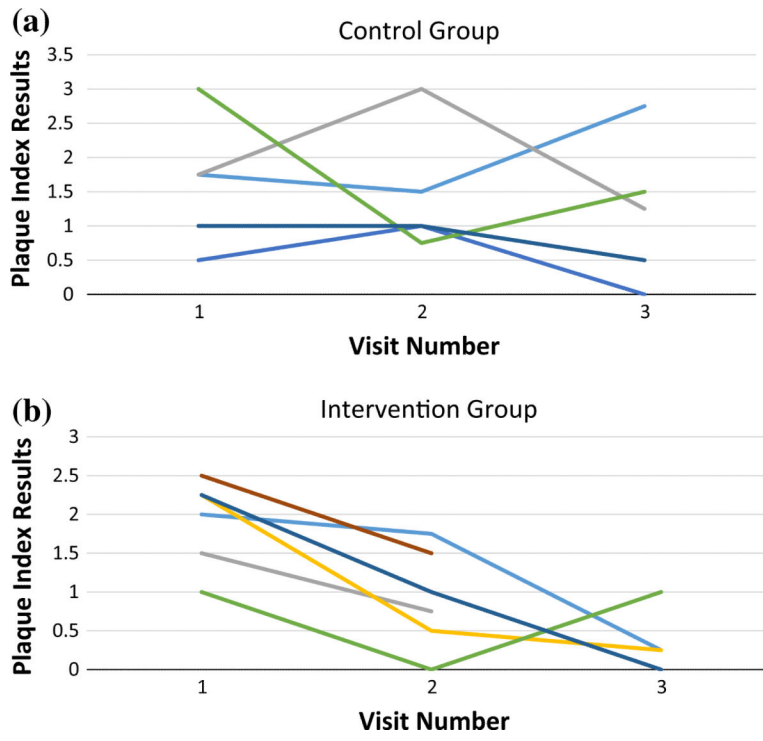 (a)
Control Group
Plaque Index Results
3.5
3
2.5
2
1.5
1
0.5
0
1 2 3
Visit Number
(b)
Intervention Group
Plaque Index Results
3
2.5
2
1.5
1
0.5
0
1 2 3
Visit Number